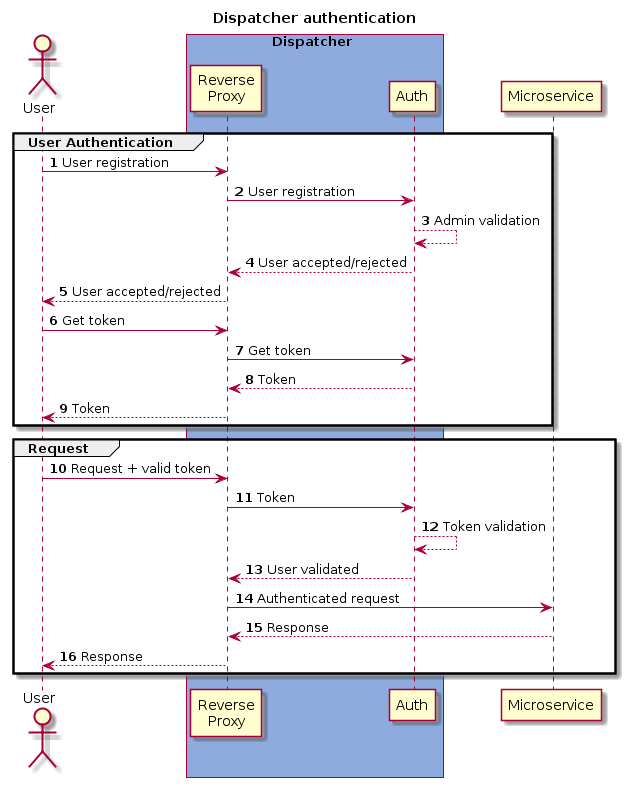 Dispatcher authentication
Dispatcher
User
Reverse
Proxy
Auth
Microservice
User Authentication
1 User registration
2 User registration
3 Admin validation
4 User accepted/rejected
5 User accepted/rejected
6 Get token
7 Get token
8 Token
9 Token
Request
10 Request + valid token
11 Token
12 Token validation
13 User validated
14 Authenticated request
15 Response
16 Response
User
Reverse
Proxy
Auth
Microservice